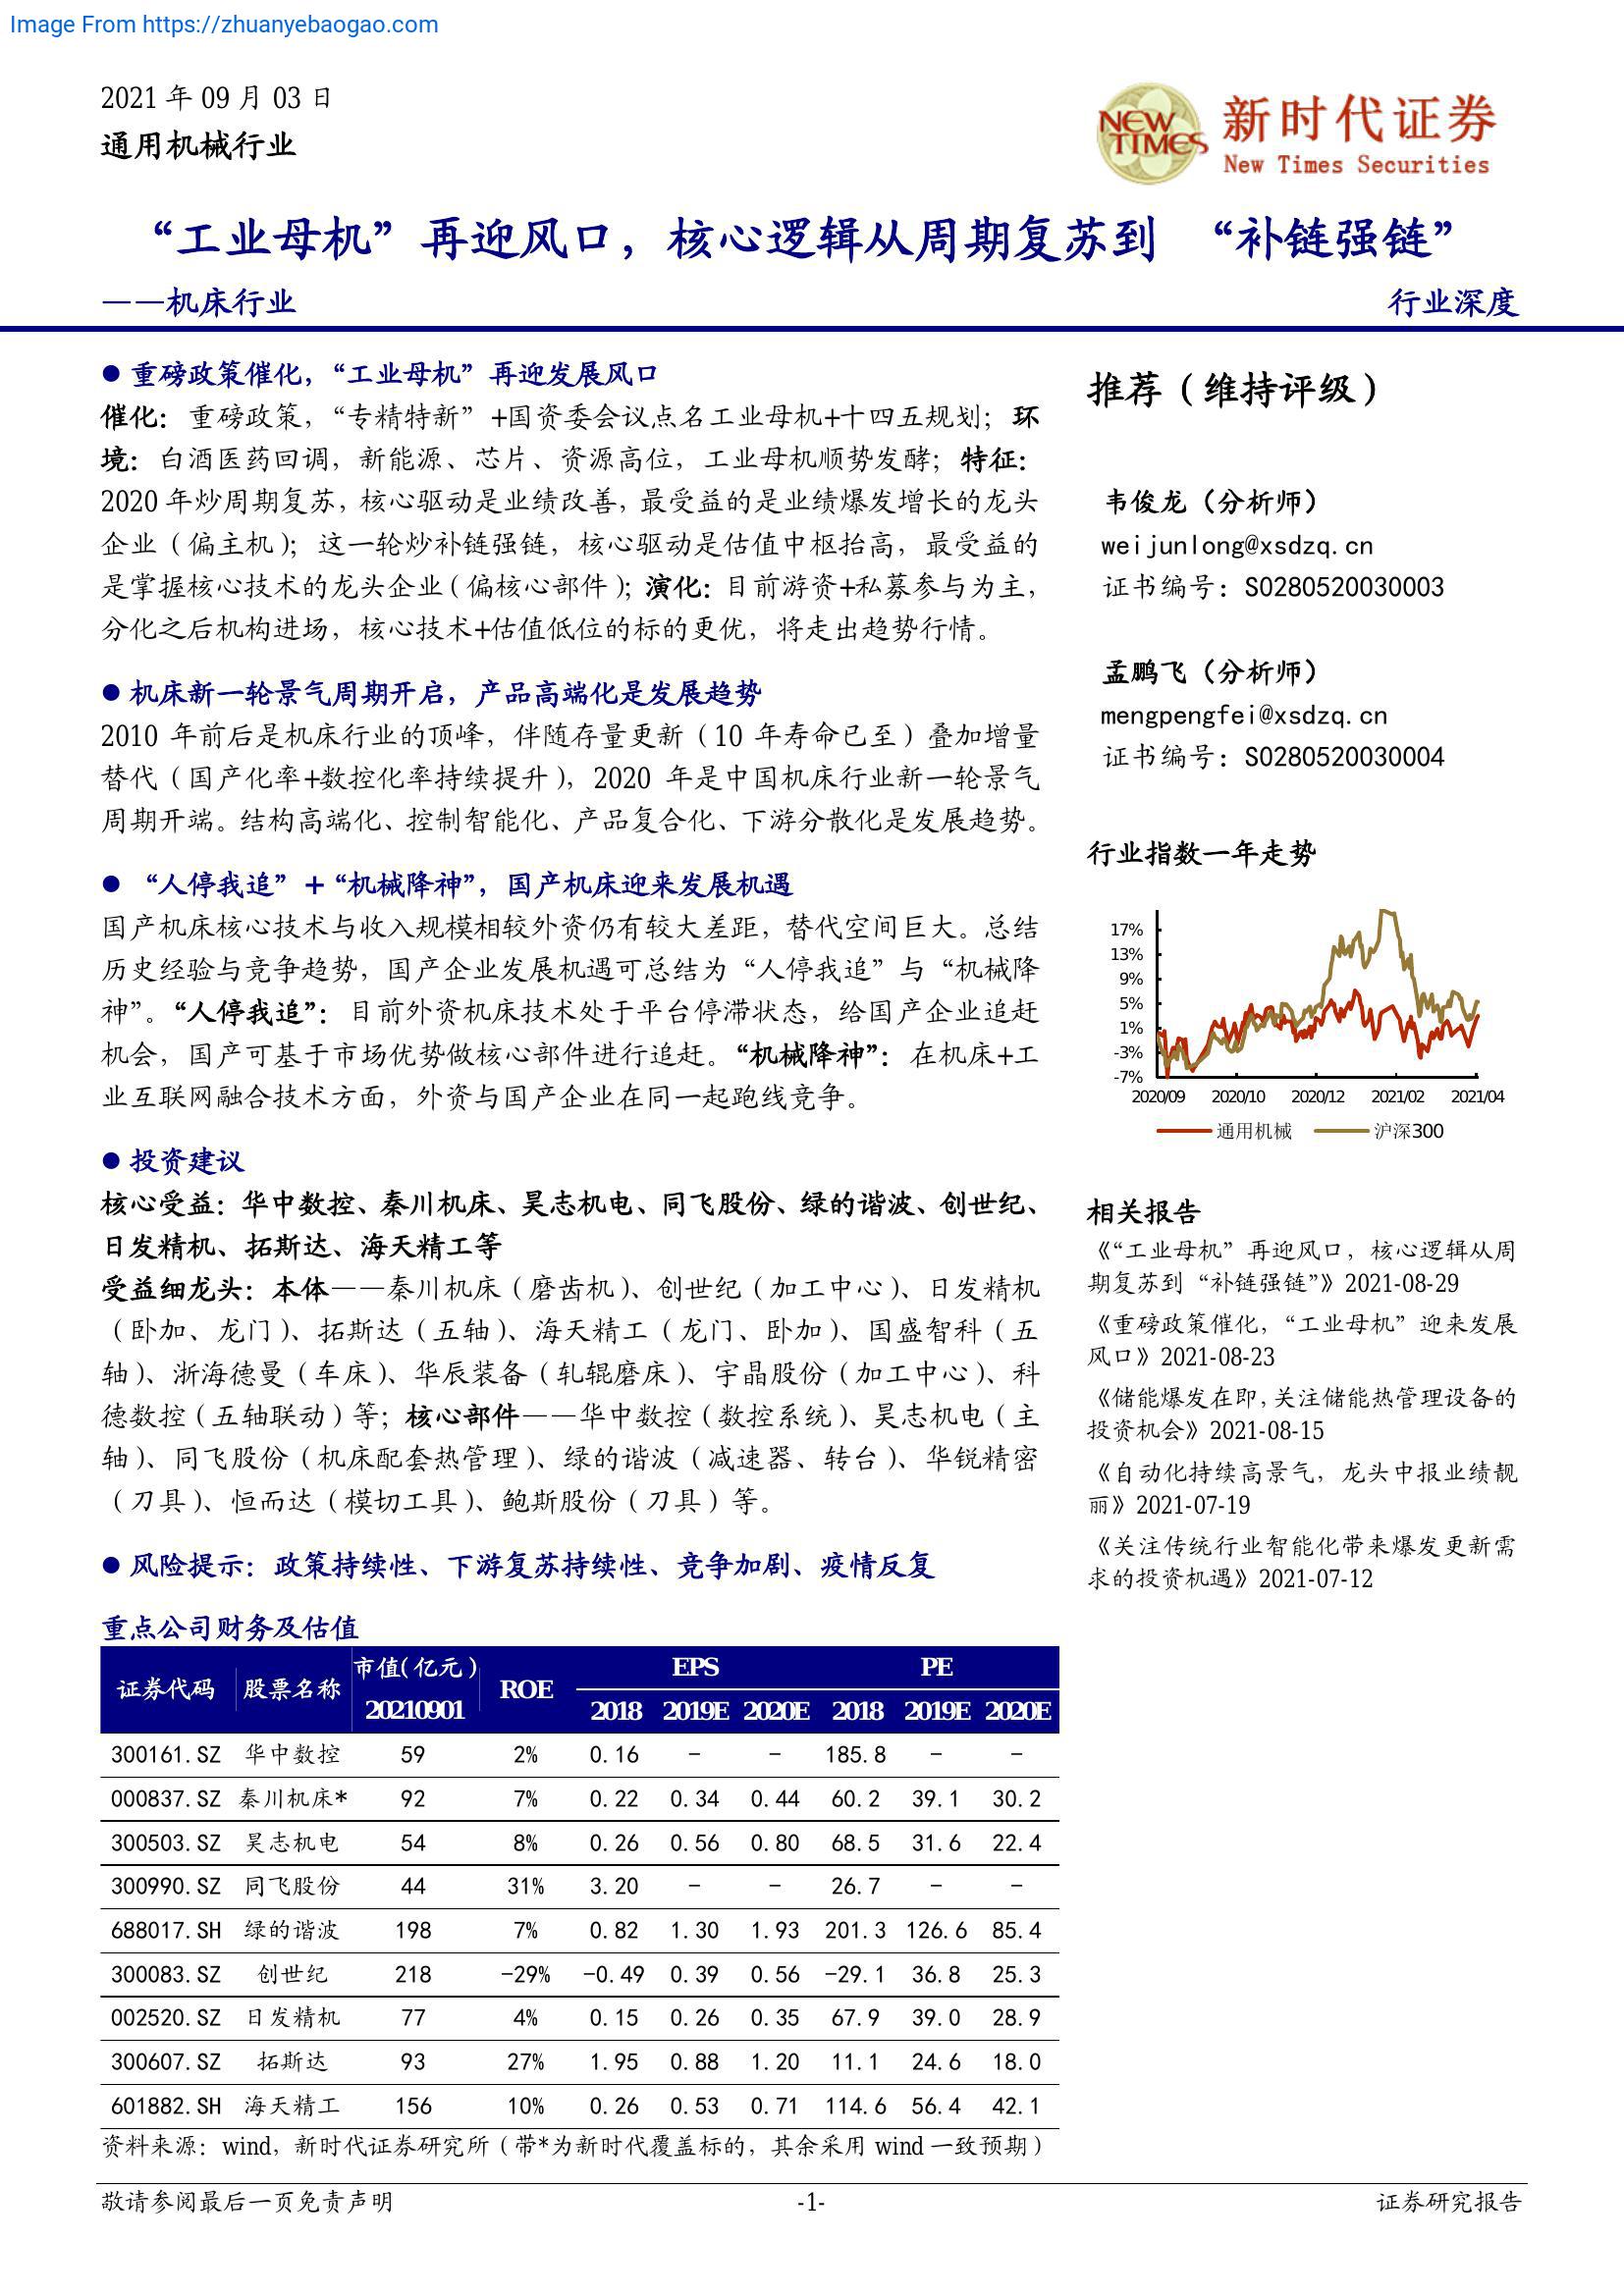 Image From https://zhuanyebaogao.com
2021 年 09 月 03 日
通用机械行业
NEW TIMES
新时代证券
New Times Securities
“工业母机”再迎风口，核心逻辑从周期复苏到 “补链强链”
——机床行业
行业深度
● 重磅政策催化，“工业母机”再迎发展风口
催化：重磅政策，“专精特新”+国资委会议点名工业母机+十四五规划；环
境：白酒医药回调，新能源、芯片、资源高位，工业母机顺势发酵；特征：
2020 年炒周期复苏，核心驱动是业绩改善，最受益的是业绩爆发增长的龙头
企业（偏主机）；这一轮炒补链强链，核心驱动是估值中枢抬高，最受益的
是掌握核心技术的龙头企业（偏核心部件）；演化：目前游资+私募参与为主，
分化之后机构进场，核心技术+估值低位的标的更优，将走出趋势行情。
● 机床新一轮景气周期开启，产品高端化是发展趋势
2010 年前后是机床行业的顶峰，伴随存量更新（10 年寿命已至）叠加增量
替代（国产化率+数控化率持续提升），2020 年是中国机床行业新一轮景气
周期开端。结构高端化、控制智能化、产品复合化、下游分散化是发展趋势。
● “人停我追”+“机械降神”，国产机床迎来发展机遇
国产机床核心技术与收入规模相较外资仍有较大差距，替代空间巨大。总结
历史经验与竞争趋势，国产企业发展机遇可总结为“人停我追”与“机械降
神”。“人停我追”：目前外资机床技术处于平台停滞状态，给国产企业追赶
机会，国产可基于市场优势做核心部件进行追赶。“机械降神”：在机床+工
业互联网融合技术方面，外资与国产企业在同一起跑线竞争。
● 投资建议
核心受益：华中数控、秦川机床、昊志机电、同飞股份、绿的谐波、创世纪、
日发精机、拓斯达、海天精工等
受益细龙头：本体——秦川机床（磨齿机）、创世纪（加工中心）、日发精机
（卧加、龙门）、拓斯达（五轴）、海天精工（龙门、卧加）、国盛智科（五
轴）、浙海德曼（车床）、华辰装备（轧辊磨床）、宇晶股份（加工中心）、科
德数控（五轴联动）等；核心部件——华中数控（数控系统）、昊志机电（主
轴）、同飞股份（机床配套热管理）、绿的谐波（减速器、转台）、华锐精密
（刀具）、恒而达（模切工具）、鲍斯股份（刀具）等。
● 风险提示：政策持续性、下游复苏持续性、竞争加剧、疫情反复
推荐（维持评级）
韦俊龙（分析师）
weijunlong@xsdzq.cn
证书编号：S0280520030003
孟鹏飞（分析师）
mengpengfei@xsdzq.cn
证书编号：S0280520030004
行业指数一年走势
17%
13%
9%
5%
1%
-3%
-7%
2020/09 2020/10 2020/12 2021/02 2021/04
通用机械 沪深300
相关报告
《“工业母机”再迎风口，核心逻辑从周
期复苏到“补链强链”》2021-08-29
《重磅政策催化，“工业母机”迎来发展
风口》2021-08-23
《储能爆发在即，关注储能热管理设备的
投资机会》2021-08-15
《自动化持续高景气，龙头中报业绩靓
丽》2021-07-19
《关注传统行业智能化带来爆发更新需
求的投资机遇》2021-07-12
重点公司财务及估值
证券代码 股票名称 市值(亿元) 20210901 ROE EPS PE
2018 2019E 2020E 2018 2019E 2020E
300161.SZ 华中数控 59 2% 0.16 - - 185.8 - -
000837.SZ 秦川机床* 92 7% 0.22 0.34 0.44 60.2 39.1 30.2
300503.SZ 昊志机电 54 8% 0.26 0.56 0.80 68.5 31.6 22.4
300990.SZ 同飞股份 44 31% 3.20 - - 26.7 - -
688017.SH 绿的谐波 198 7% 0.82 1.30 1.93 201.3 126.6 85.4
300083.SZ 创世纪 218 -29% -0.49 0.39 0.56 -29.1 36.8 25.3
002520.SZ 日发精机 77 4% 0.15 0.26 0.35 67.9 39.0 28.9
300607.SZ 拓斯达 93 27% 1.95 0.88 1.20 11.1 24.6 18.0
601882.SH 海天精工 156 10% 0.26 0.53 0.71 114.6 56.4 42.1
资料来源：wind，新时代证券研究所（带*为新时代覆盖标的，其余采用 wind 一致预期）
敬请参阅最后一页免责声明
-1-
证券研究报告